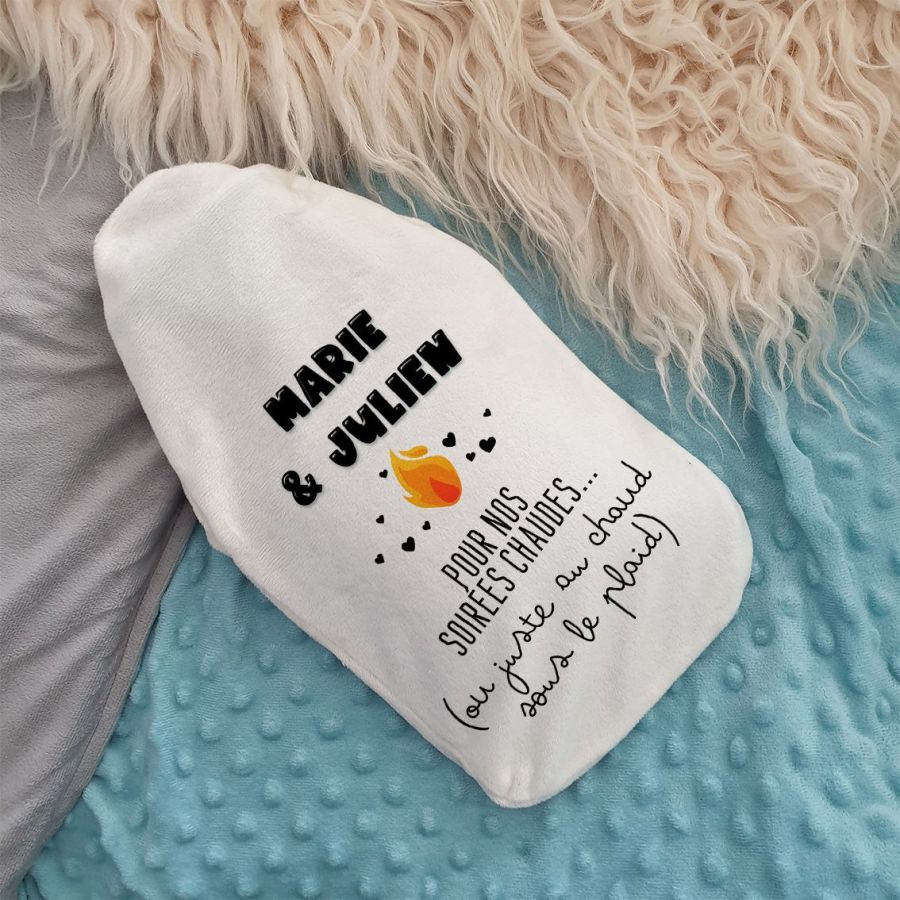 MARIE
& JULIEN
POUR NOS
SOIRÉES CHAUDES...
(ou juste au chaud
sous le plaid)